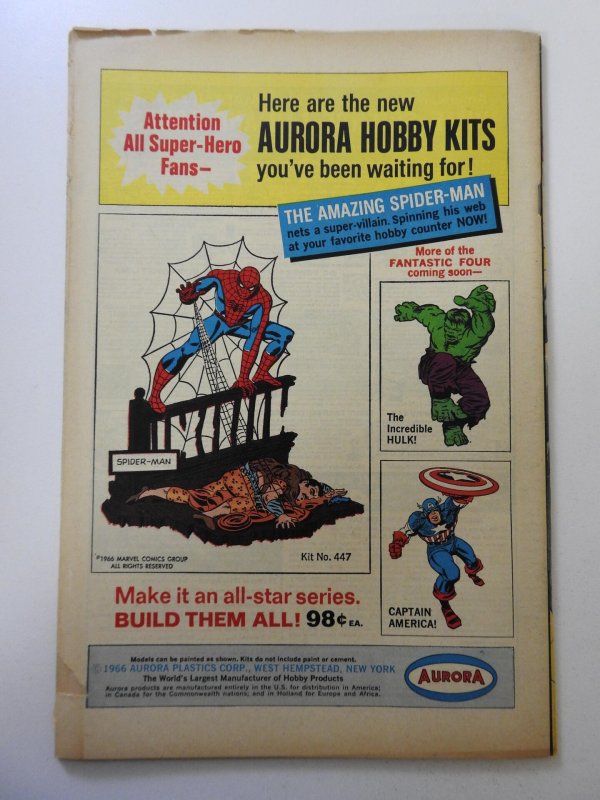 Attention
All Super-Hero
Fans—
Here are the new
AURORA HOBBY KITS
you've been waiting for!
THE AMAZING SPIDER-MAN
nets a super-villain. Spinning his web
at your favorite hobby counter NOW!
More of the
FANTASTIC FOUR
coming soon—
SPIDER-MAN
©1966 MARVEL COMICS GROUP
ALL RIGHTS RESERVED
Kit No. 447
The
Incredible
HULK!
CAPTAIN
AMERICA!
Make it an all-star series.
BUILD THEM ALL! 98¢ EA.
Models can be painted as shown. Kits do not include paint or cement.
©1966 AURORA PLASTICS CORP., WEST HEMPSTEAD, NEW YORK
The World's Largest Manufacturer of Hobby Products
Aurora products are manufactured entirely in the U.S. for distribution in America;
in Canada for the Commonwealth nations; and in Holland for Europe and Africa.
AURORA